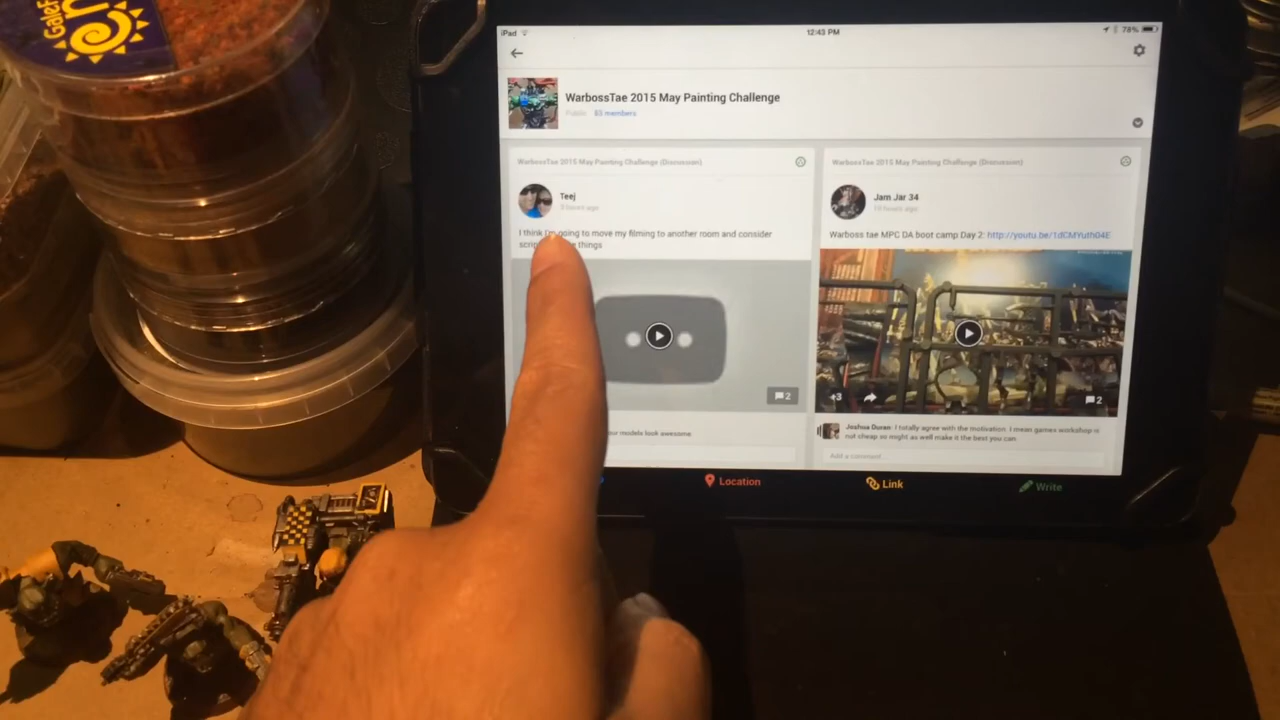 iPad
12:43 PM
78%
WarbossTae 2015 May Painting Challenge
Public 83 members
WarbossTae 2015 May Painting Challenge (Discussion)
Teej
hours ago
I think I'm going to move my filming to another room and consider
things
2
our models look awesome
WarbossTae 2015 May Painting Challenge (Discussion)
Jam Jar 34
10 hours ago
Warboss tae MPC DA boot camp Day 2: http://youtu.be/1dCMYuth04E
+3
2
Joshua Duran I totally agree with the motivation. I mean games workshop is
not cheap so might as well make it the best you can
Add a comment...
Location
Link
Write